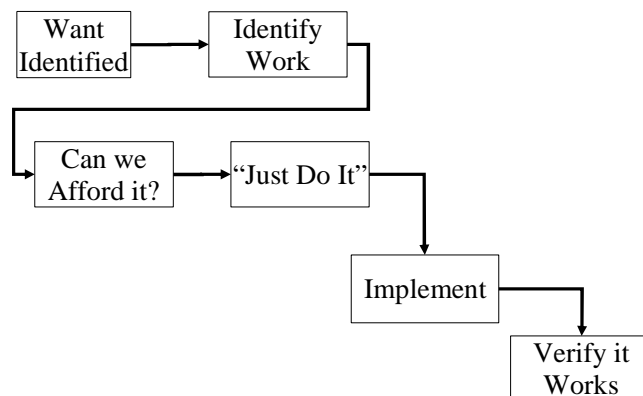 Want
Identified
Identify
Work
Can we
Afford it?
“Just Do It”
Implement
Verify it
Works